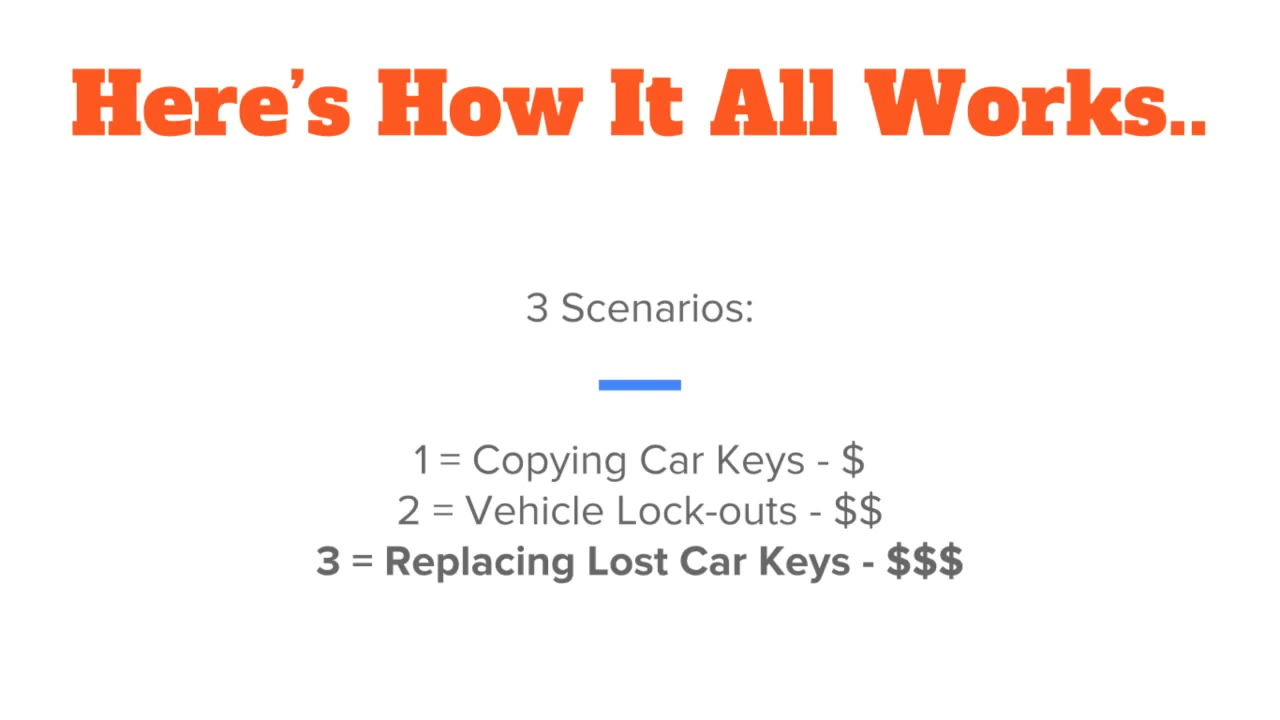 Here’s How It All Works..
3 Scenarios:
1 = Copying Car Keys - $
2 = Vehicle Lock-outs - $$
3 = Replacing Lost Car Keys - $$$